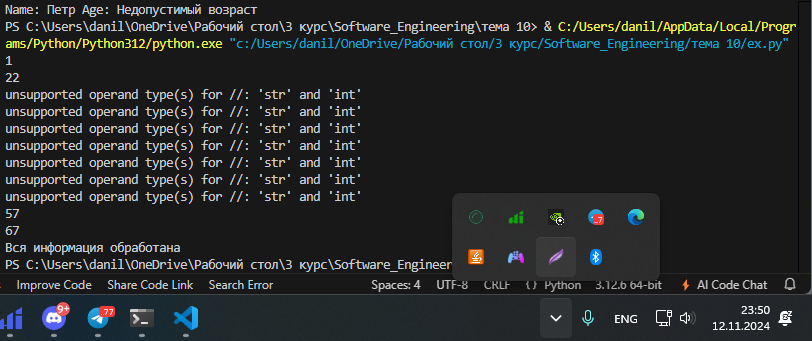 Name: Петр Age: Недопустимый возраст
PS C:\Users\danil\OneDrive\Рабочий стол\3 курс\Software_Engineering\тема 10> & C:/Users/danil/AppData/Local/Progr
ams/Python/Python312/python.exe "c:/Users/danil/OneDrive/Рабочий стол/3 курс/Software_Engineering/тема 10/ex.py"
1
22
unsupported operand type(s) for //: 'str' and 'int'
unsupported operand type(s) for //: 'str' and 'int'
unsupported operand type(s) for //: 'str' and 'int'
unsupported operand type(s) for //: 'str' and 'int'
unsupported operand type(s) for //: 'str' and 'int'
unsupported operand type(s) for //: 'str' and 'int'
unsupported operand type(s) for //: 'str' and 'int'
57
67
Вся информация обработана
PS C:\Users\danil\OneDrive\Рабочий стол\3 курс\Software_Engineering
Improve Code Share Code Link Search Error Spaces: 4 UTF-8 CRLF {} Python 3.12.6 64-bit AI Code Chat
9+ .77 ENG 23:50
12.11.2024